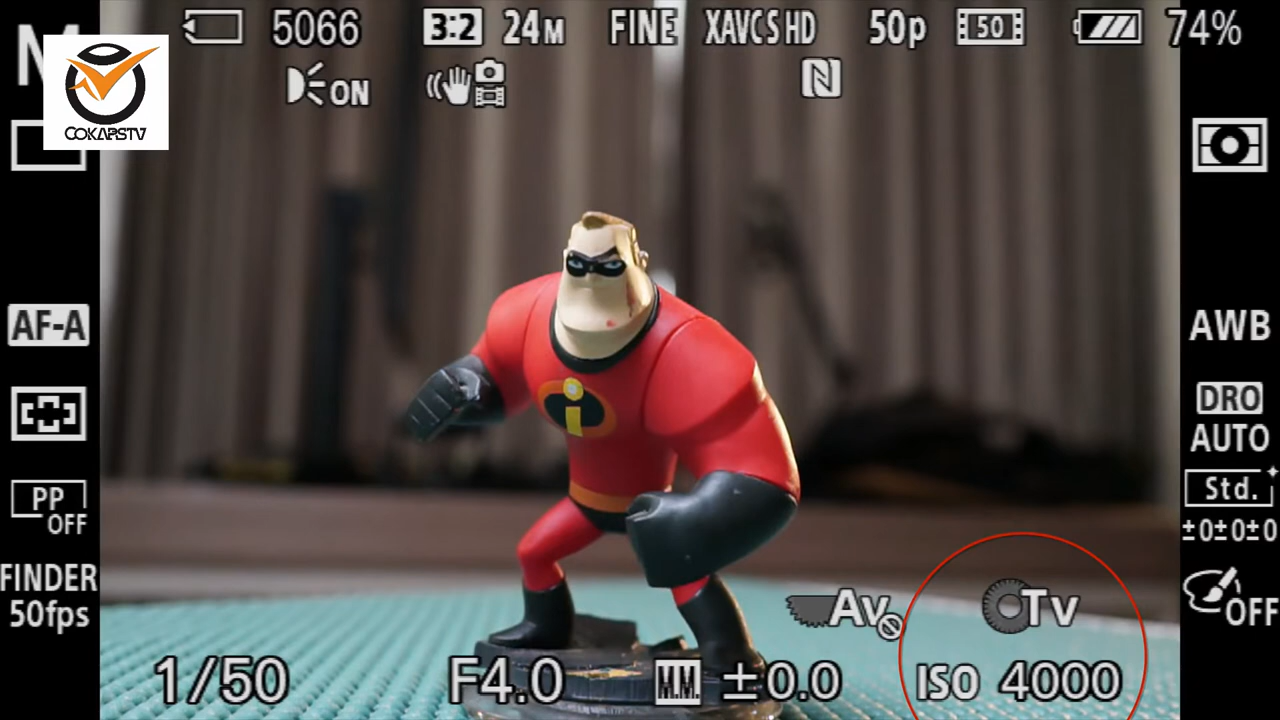 M
5066 3:2 24M FINE XAVC S HD 50p 50 74%
ON
COKAPSTV
AF-A
AWB
DRO
AUTO
PP
OFF
Std.
±0±0±0
FINDER
50fps
OFF
Av Tv
1/50 F4.0 M.M. ±0.0 ISO 4000
i